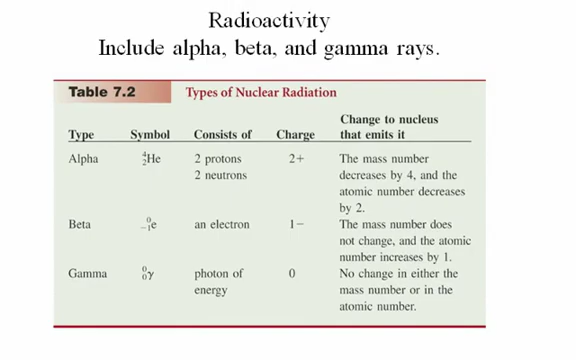 Radioactivity
Include alpha, beta, and gamma rays.
Table 7.2 Types of Nuclear Radiation
Change to nucleus
Type Symbol Consists of Charge that emits it
Alpha ⁴₂He 2 protons 2+ The mass number
2 neutrons decreases by 4, and the
atomic number decreases
by 2.
Beta ⁰₋₁e an electron 1− The mass number does
not change, and the atomic
number increases by 1.
Gamma ⁰₀γ photon of 0 No change in either the
energy mass number or in the
atomic number.